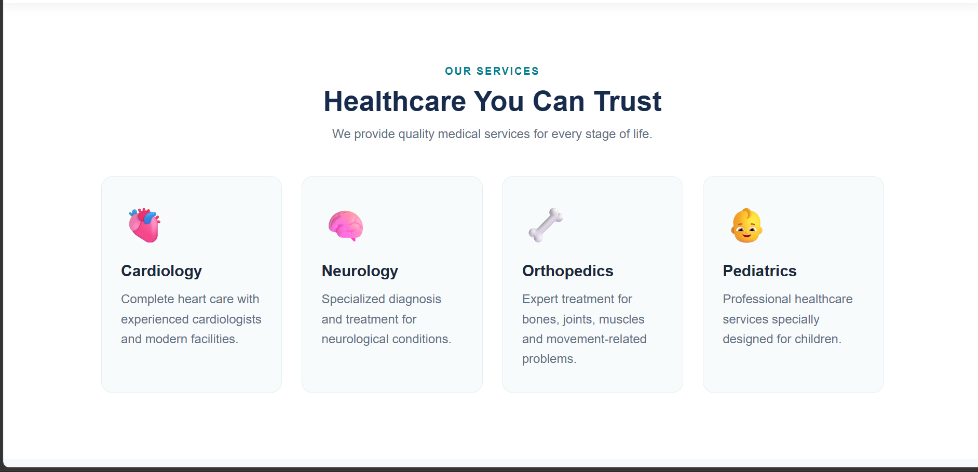 OUR SERVICES
Healthcare You Can Trust
We provide quality medical services for every stage of life.
Cardiology
Complete heart care with
experienced cardiologists
and modern facilities.
Neurology
Specialized diagnosis
and treatment for
neurological conditions.
Orthopedics
Expert treatment for
bones, joints, muscles
and movement-related
problems.
Pediatrics
Professional healthcare
services specially
designed for children.